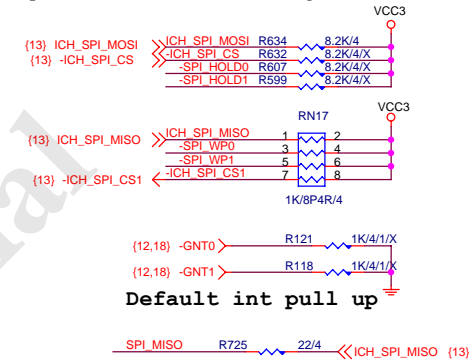 VCC3
{13} ICH_SPI_MOSI ICH_SPI_MOSI R634 8.2K/4
{13} -ICH_SPI_CS -ICH_SPI_CS R632 8.2K/4/X
-SPI_HOLD0 R607 8.2K/4/X
-SPI_HOLD1 R599 8.2K/4/X
VCC3
RN17
{13} ICH_SPI_MISO ICH_SPI_MISO 1 2
-SPI_WP0 3 4
-SPI_WP1 5 6
{13} -ICH_SPI_CS1 -ICH_SPI_CS1 7 8
1K/8P4R/4
{12,18} -GNT0 R121 1K/4/1/X
{12,18} -GNT1 R118 1K/4/1/X
Default int pull up
SPI_MISO R725 22/4 ICH_SPI_MISO {13}